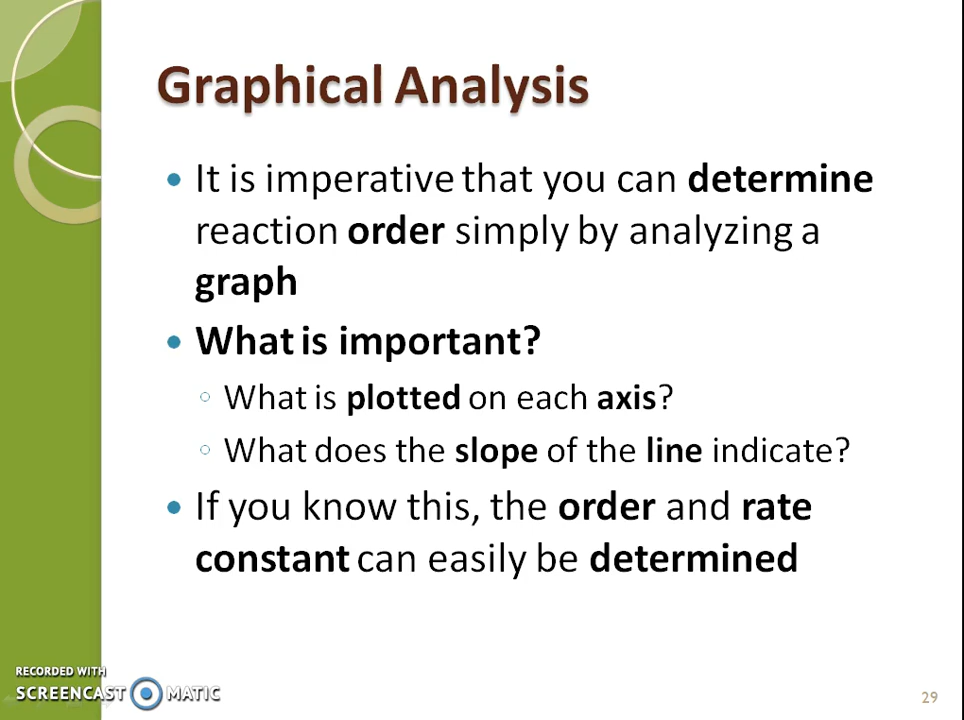 Graphical Analysis
It is imperative that you can determine
reaction order simply by analyzing a
graph
What is important?
What is plotted on each axis?
What does the slope of the line indicate?
If you know this, the order and rate
constant can easily be determined
RECORDED WITH
SCREENCAST MATIC
29